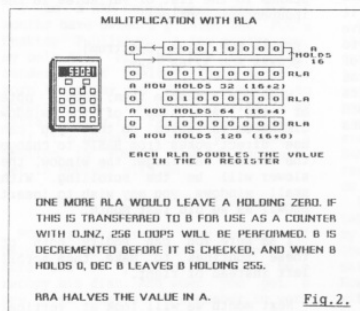 MULITPLICATION WITH RLA
0 0 0 0 1 0 0 0 0 A
HOLDS
16
0 0 0 1 0 0 0 0 0 RLA
A NOW HOLDS 32 (16*2)
0 0 1 0 0 0 0 0 0 RLA
A NOW HOLDS 64 (16*4)
0 1 0 0 0 0 0 0 0 RLA
A NOW HOLDS 128 (16*8)
EACH RLA DOUBLES THE VALUE
IN THE A REGISTER
ONE MORE RLA WOULD LEAVE A HOLDING ZERO. IF
THIS IS TRANSFERRED TO B FOR USE AS A COUNTER
WITH DJNZ, 256 LOOPS WILL BE PERFORMED. B IS
DECREMENTED BEFORE IT IS CHECKED, AND WHEN B
HOLDS 0, DEC B LEAVES B HOLDING 255.
RRA HALVES THE VALUE IN A.
Fig.2.